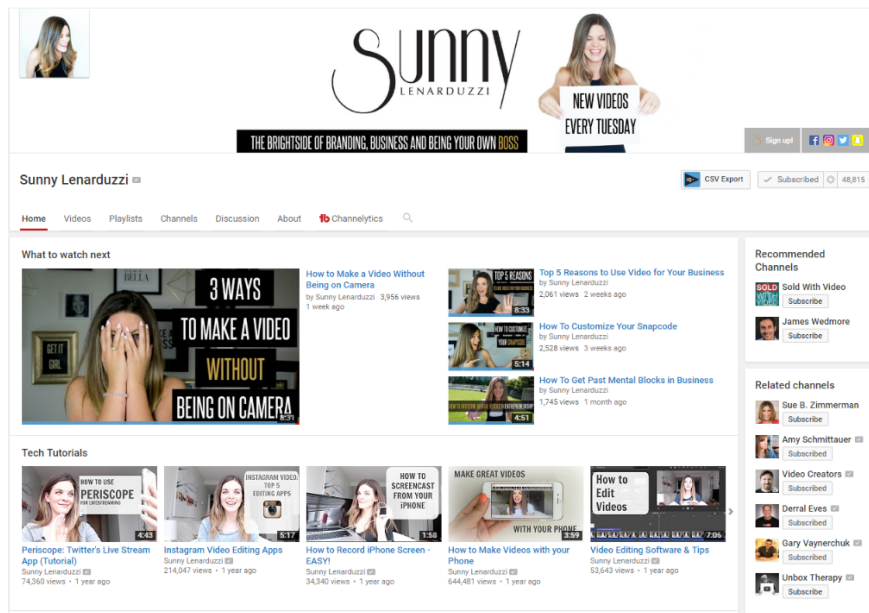 Sunny
LENARDUZZI
NEW VIDEOS
EVERY TUESDAY
THE BRIGHTSIDE OF BRANDING, BUSINESS AND BEING YOUR OWN BOSS
Sign up!
Sunny Lenarduzzi
CSV Export
Subscribed
48,815
Home Videos Playlists Channels Discussion About Channelytics
What to watch next
3 WAYS
TO MAKE A VIDEO
WITHOUT
BEING ON CAMERA
GET IT
GIRL
8:31
How to Make a Video Without
Being on Camera
by Sunny Lenarduzzi 3,956 views
1 week ago
TOP 5 REASONS
8:33
Top 5 Reasons to Use Video for Your Business
by Sunny Lenarduzzi
2,061 views 2 weeks ago
HOW TO CUSTOMIZE
YOUR SNAPCODE
5:14
How To Customize Your Snapcode
by Sunny Lenarduzzi
2,528 views 3 weeks ago
4:51
How To Get Past Mental Blocks in Business
by Sunny Lenarduzzi
1,745 views 1 month ago
Recommended
Channels
SOLD
WITH
VIDEO
Sold With Video
Subscribe
James Wedmore
Subscribe
Related channels
Sue B. Zimmerman
Subscribe
Amy Schmittauer
Subscribed
Video Creators
Subscribed
Derral Eves
Subscribed
Gary Vaynerchuk
Subscribed
Unbox Therapy
Subscribe
Tech Tutorials
HOW TO USE
PERISCOPE
FOR LIVESTREAMING
4:43
Periscope: Twitter's Live Stream
App (Tutorial)
Sunny Lenarduzzi
74,360 views • 1 year ago
INSTAGRAM VIDEO:
TOP 5
EDITING APPS
5:17
Instagram Video Editing Apps
Sunny Lenarduzzi
214,047 views • 1 year ago
HOW TO
SCREENCAST
FROM YOUR
iPHONE
1:58
How to Record iPhone Screen -
EASY!
Sunny Lenarduzzi
34,340 views • 1 year ago
MAKE GREAT VIDEOS
WITH YOUR PHONE
3:59
How to Make Videos with your
Phone
Sunny Lenarduzzi
644,481 views • 1 year ago
How to
Edit
Videos
7:06
Video Editing Software & Tips
Sunny Lenarduzzi
53,643 views • 1 year ago